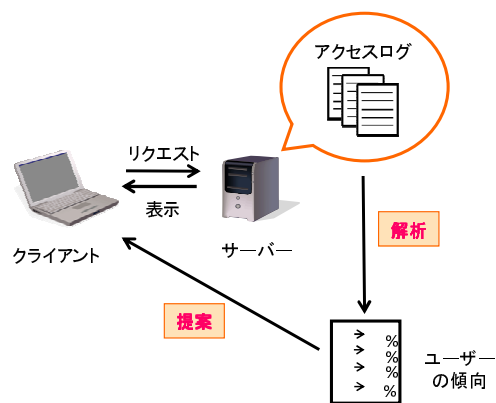 アクセスログ
リクエスト
表示
クライアント
サーバー
解析
提案
→ %
→ %
→ %
→ %
ユーザー
の傾向